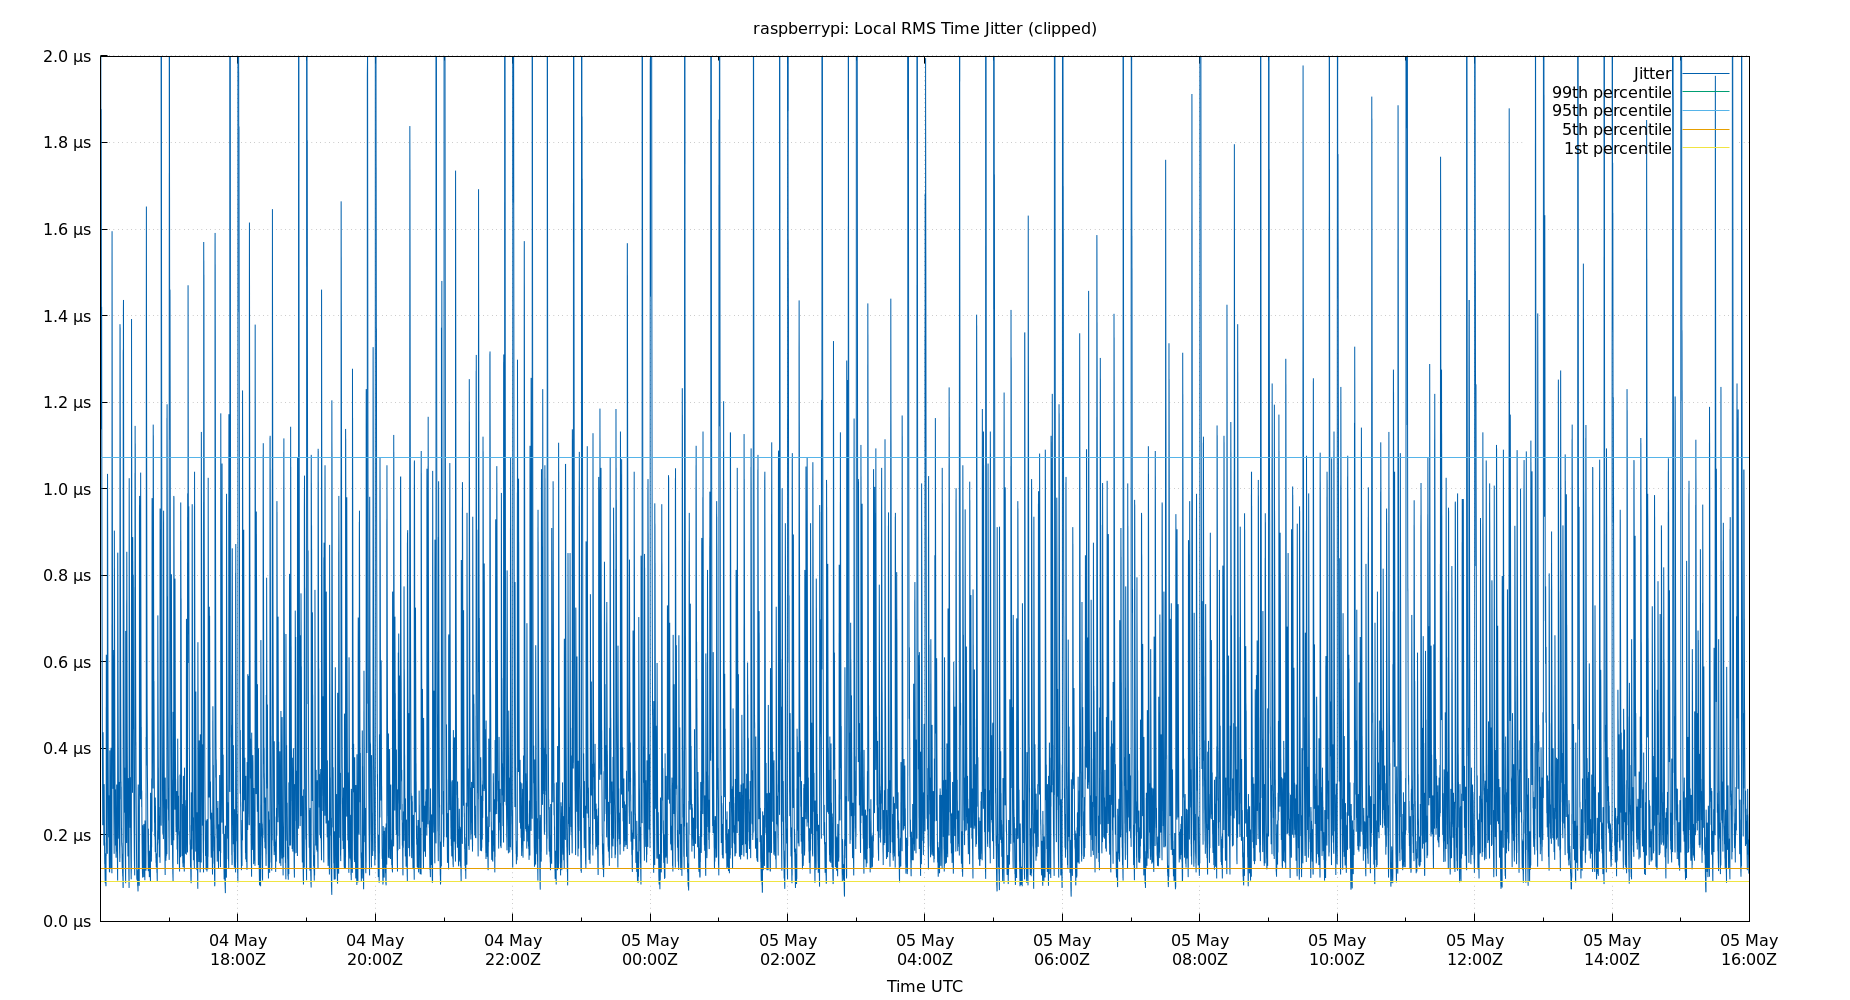 raspberrypi: Local RMS Time Jitter (clipped)
2.0 µs
1.8 µs
1.6 µs
1.4 µs
1.2 µs
1.0 µs
0.8 µs
0.6 µs
0.4 µs
0.2 µs
0.0 µs
Jitter
99th percentile
95th percentile
5th percentile
1st percentile
04 May 04 May 04 May 05 May 05 May 05 May 05 May 05 May 05 May 05 May 05 May 05 May
18:00Z 20:00Z 22:00Z 00:00Z 02:00Z 04:00Z 06:00Z 08:00Z 10:00Z 12:00Z 14:00Z 16:00Z
Time UTC